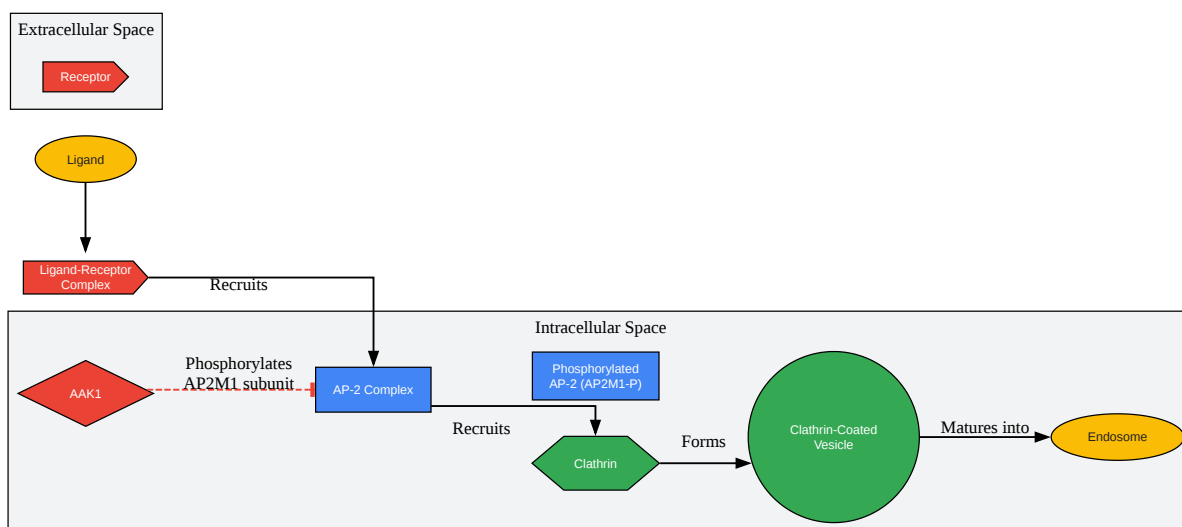 Extracellular Space
Receptor
Ligand
Ligand-Receptor
Complex
Recruits
Intracellular Space
Phosphorylates
AP2M1 subunit
AAK1
AP-2 Complex
Phosphorylated
AP-2 (AP2M1-P)
Recruits
Clathrin
Forms
Clathrin-Coated
Vesicle
Matures into
Endosome